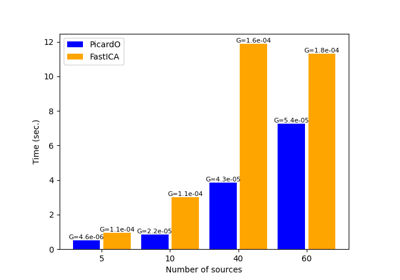 PicardO
FastICA
12
10
8
6
4
2
0
Time (sec.)
G=4.6e-06
G=1.1e-04
G=2.2e-05
G=1.1e-04
G=4.3e-05
G=1.6e-04
G=5.4e-05
G=1.8e-04
5
10
40
60
Number of sources